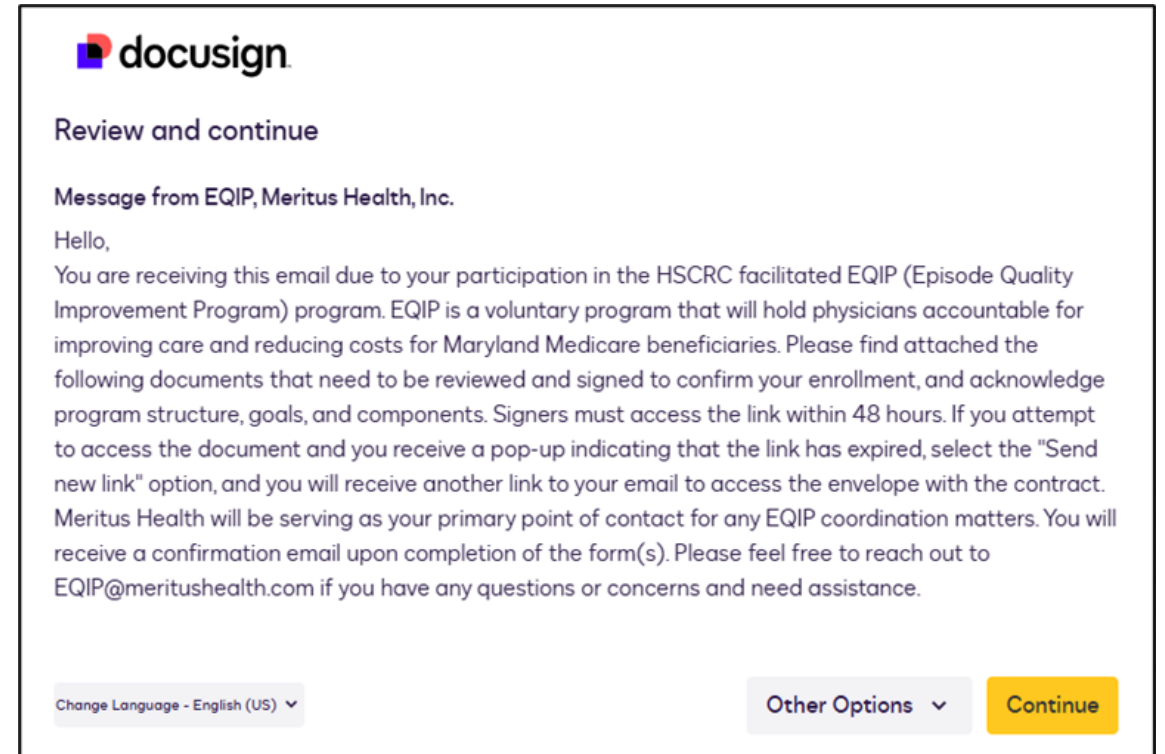 docusign
Review and continue
Message from EQIP, Meritus Health, Inc.
Hello,
You are receiving this email due to your participation in the HSCRC facilitated EQIP (Episode Quality
Improvement Program) program. EQIP is a voluntary program that will hold physicians accountable for
improving care and reducing costs for Maryland Medicare beneficiaries. Please find attached the
following documents that need to be reviewed and signed to confirm your enrollment, and acknowledge
program structure, goals, and components. Signers must access the link within 48 hours. If you attempt
to access the document and you receive a pop-up indicating that the link has expired, select the "Send
new link" option, and you will receive another link to your email to access the envelope with the contract.
Meritus Health will be serving as your primary point of contact for any EQIP coordination matters. You will
receive a confirmation email upon completion of the form(s). Please feel free to reach out to
EQIP@meritushealth.com if you have any questions or concerns and need assistance.
Change Language - English (US)
Other Options
Continue